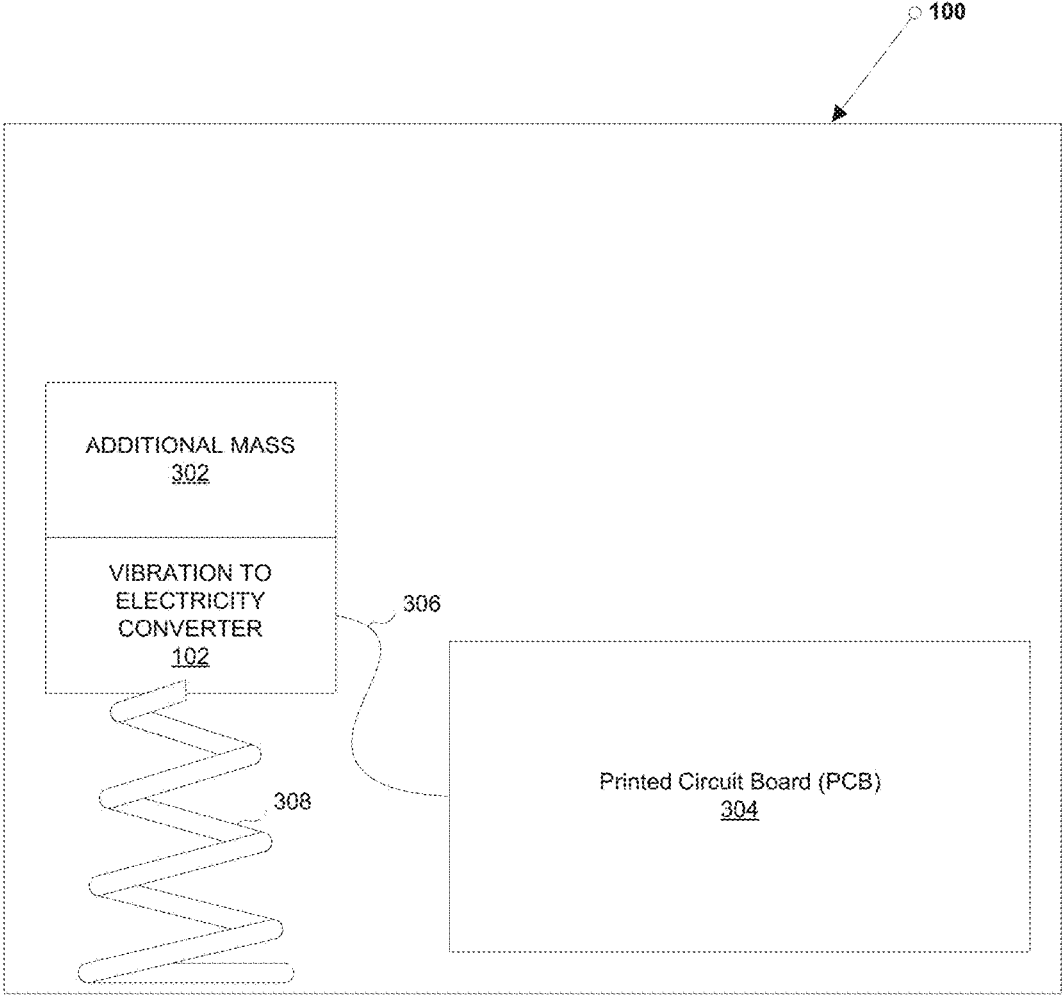 100
ADDITIONAL MASS
302
VIBRATION TO
ELECTRICITY
CONVERTER
102
306
308
Printed Circuit Board (PCB)
304